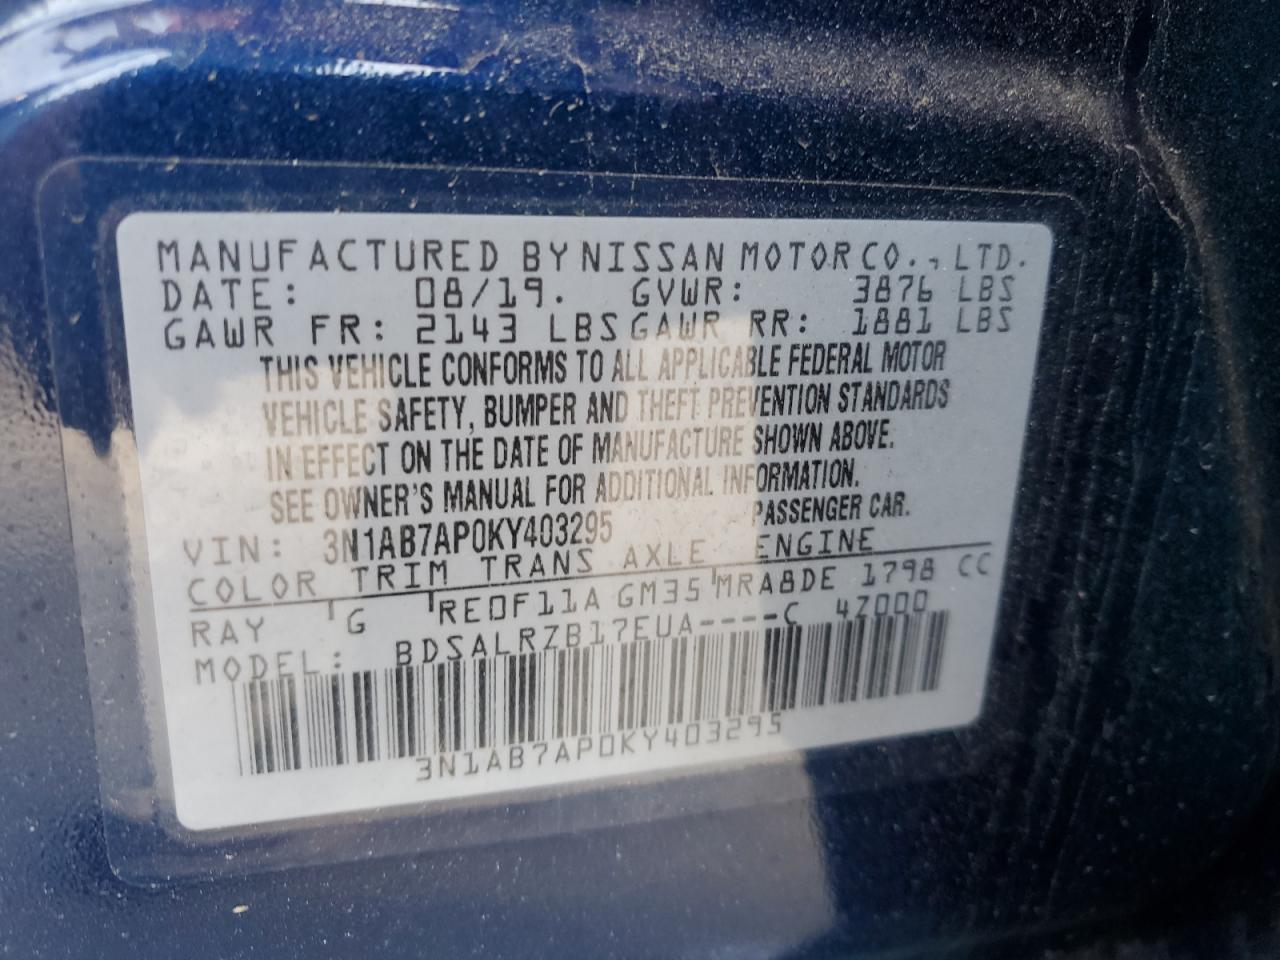 MANUFACTURED BY NISSAN MOTOR CO., LTD.
DATE: 08/19. GVWR: 3876 LBS
GAWR FR: 2143 LBS GAWR RR: 1881 LBS
THIS VEHICLE CONFORMS TO ALL APPLICABLE FEDERAL MOTOR
VEHICLE SAFETY, BUMPER AND THEFT PREVENTION STANDARDS
IN EFFECT ON THE DATE OF MANUFACTURE SHOWN ABOVE.
SEE OWNER'S MANUAL FOR ADDITIONAL INFORMATION.
VIN: 3N1AB7AP0KY403295 PASSENGER CAR.
COLOR TRIM TRANS AXLE ENGINE
RAY G RE0F11A GM35 MRA8DE 1798 CC
MODEL: BDSALRZB17EUA----C 4Z000
3N1AB7AP0KY403295